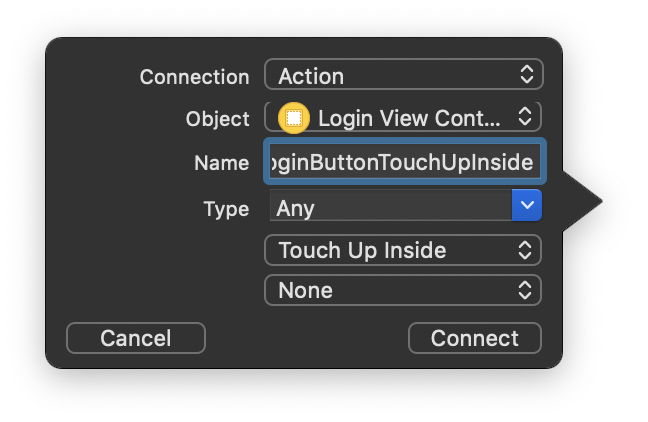 Connection Action
Object Login View Cont...
Name oginButtonTouchUpInside
Type Any
Touch Up Inside
None
Cancel Connect